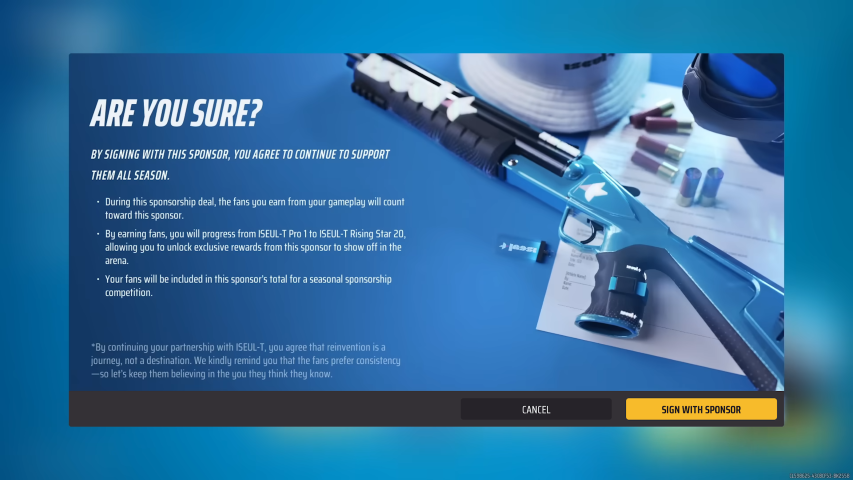 ARE YOU SURE?
BY SIGNING WITH THIS SPONSOR, YOU AGREE TO CONTINUE TO SUPPORT
THEM ALL SEASON.
· During this sponsorship deal, the fans you earn from your gameplay will count
toward this sponsor.
· By earning fans, you will progress from ISEUL-T Pro 1 to ISEUL-T Rising Star 20,
allowing you to unlock exclusive rewards from this sponsor to show off in the
arena.
· Your fans will be included in this sponsor's total for a seasonal sponsorship
competition.
*By continuing your partnership with ISEUL-T, you agree that reinvention is a
journey, not a destination. We kindly remind you that the fans prefer consistency
—so let's keep them believing in the you they think they know.
CANCEL
SIGN WITH SPONSOR